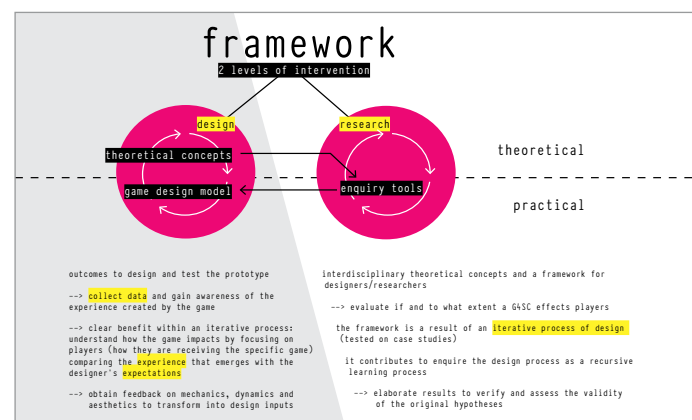 framework
2 levels of intervention
design
research
theoretical concepts
theoretical
game design model
enquiry tools
practical
outcomes to design and test the prototype
--> collect data and gain awareness of the
experience created by the game
--> clear benefit within an iterative process:
understand how the game impacts by focusing on
players (how they are receiving the specific game)
comparing the experience that emerges with the
designer's expectations
--> obtain feedback on mechanics, dynamics and
aesthetics to transform into design inputs
interdisciplinary theoretical concepts and a framework for
designers/researchers
--> evaluate if and to what extent a G4SC effects players
the framework is a result of an iterative process of design
(tested on case studies)
it contributes to enquire the design process as a recursive
learning process
--> elaborate results to verify and assess the validity
of the original hypotheses